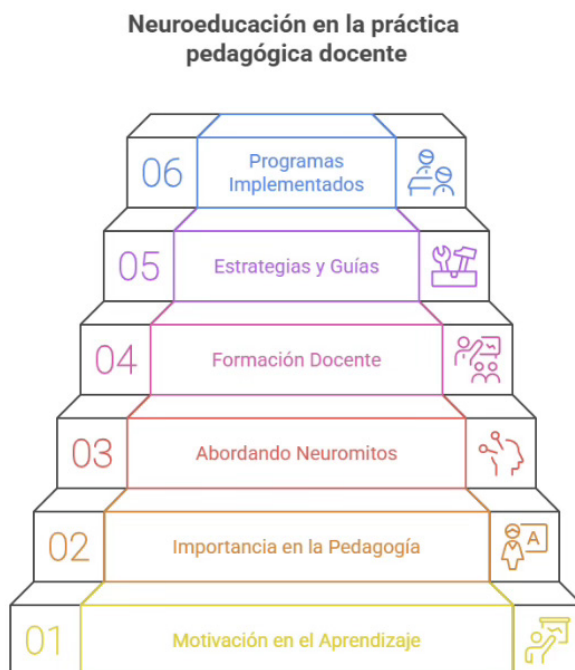 Neuroeducación en la práctica
pedagógica docente
06
Programas
Implementados
05
Estrategias y Guías
04
Formación Docente
03
Abordando Neuromitos
02
Importancia en la Pedagogía
A
01
Motivación en el Aprendizaje